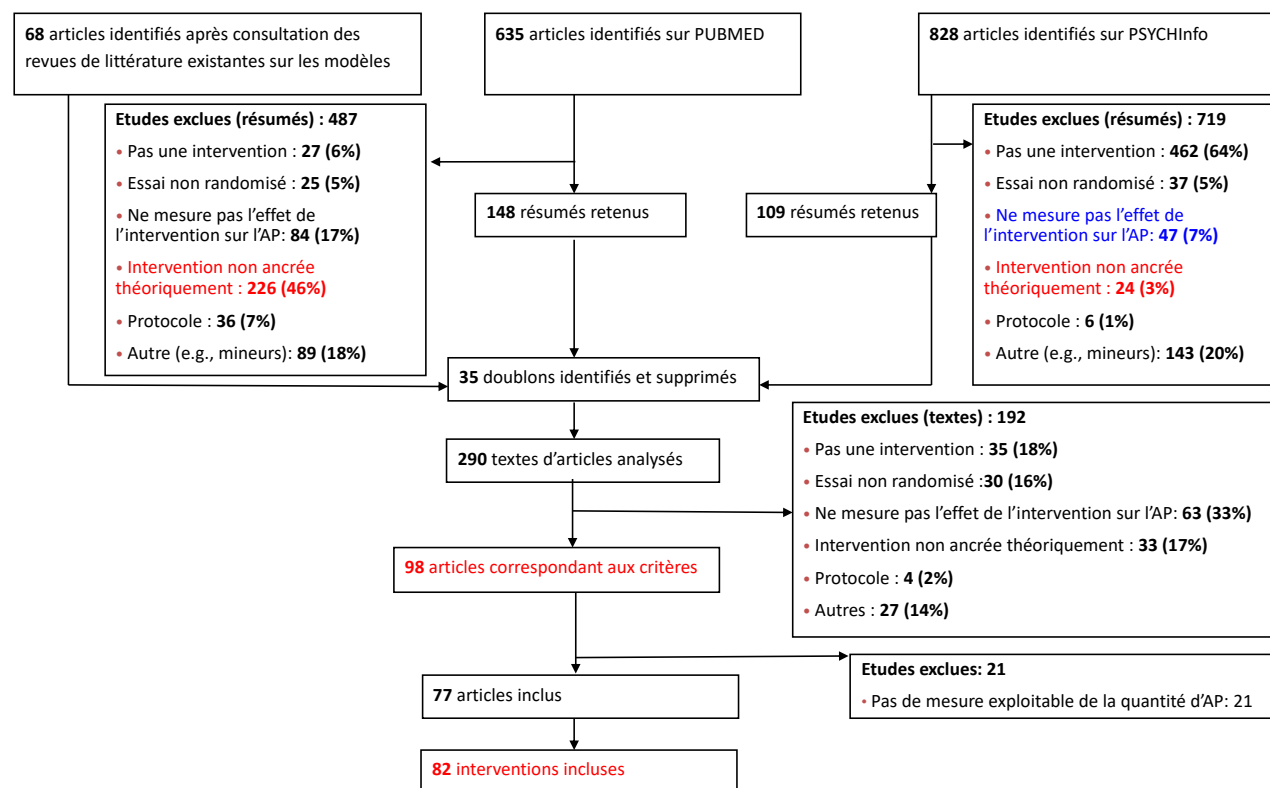 68 articles identifiés après consultation des
revues de littérature existantes sur les modèles
635 articles identifiés sur PUBMED
828 articles identifiés sur PSYCHInfo
Etudes exclues (résumés) : 487
• Pas une intervention : 27 (6%)
• Essai non randomisé : 25 (5%)
• Ne mesure pas l’effet de
l’intervention sur l’AP: 84 (17%)
• Intervention non ancrée
théoriquement : 226 (46%)
• Protocole : 36 (7%)
• Autre (e.g., mineurs): 89 (18%)
Etudes exclues (résumés) : 719
• Pas une intervention : 462 (64%)
• Essai non randomisé : 37 (5%)
• Ne mesure pas l’effet de
l’intervention sur l’AP: 47 (7%)
• Intervention non ancrée
théoriquement : 24 (3%)
• Protocole : 6 (1%)
• Autre (e.g., mineurs): 143 (20%)
148 résumés retenus
109 résumés retenus
35 doublons identifiés et supprimés
290 textes d’articles analysés
Etudes exclues (textes) : 192
• Pas une intervention : 35 (18%)
• Essai non randomisé :30 (16%)
• Ne mesure pas l’effet de l’intervention sur l’AP: 63 (33%)
• Intervention non ancrée théoriquement : 33 (17%)
• Protocole : 4 (2%)
• Autres : 27 (14%)
98 articles correspondant aux critères
Etudes exclues: 21
• Pas de mesure exploitable de la quantité d’AP: 21
77 articles inclus
82 interventions incluses